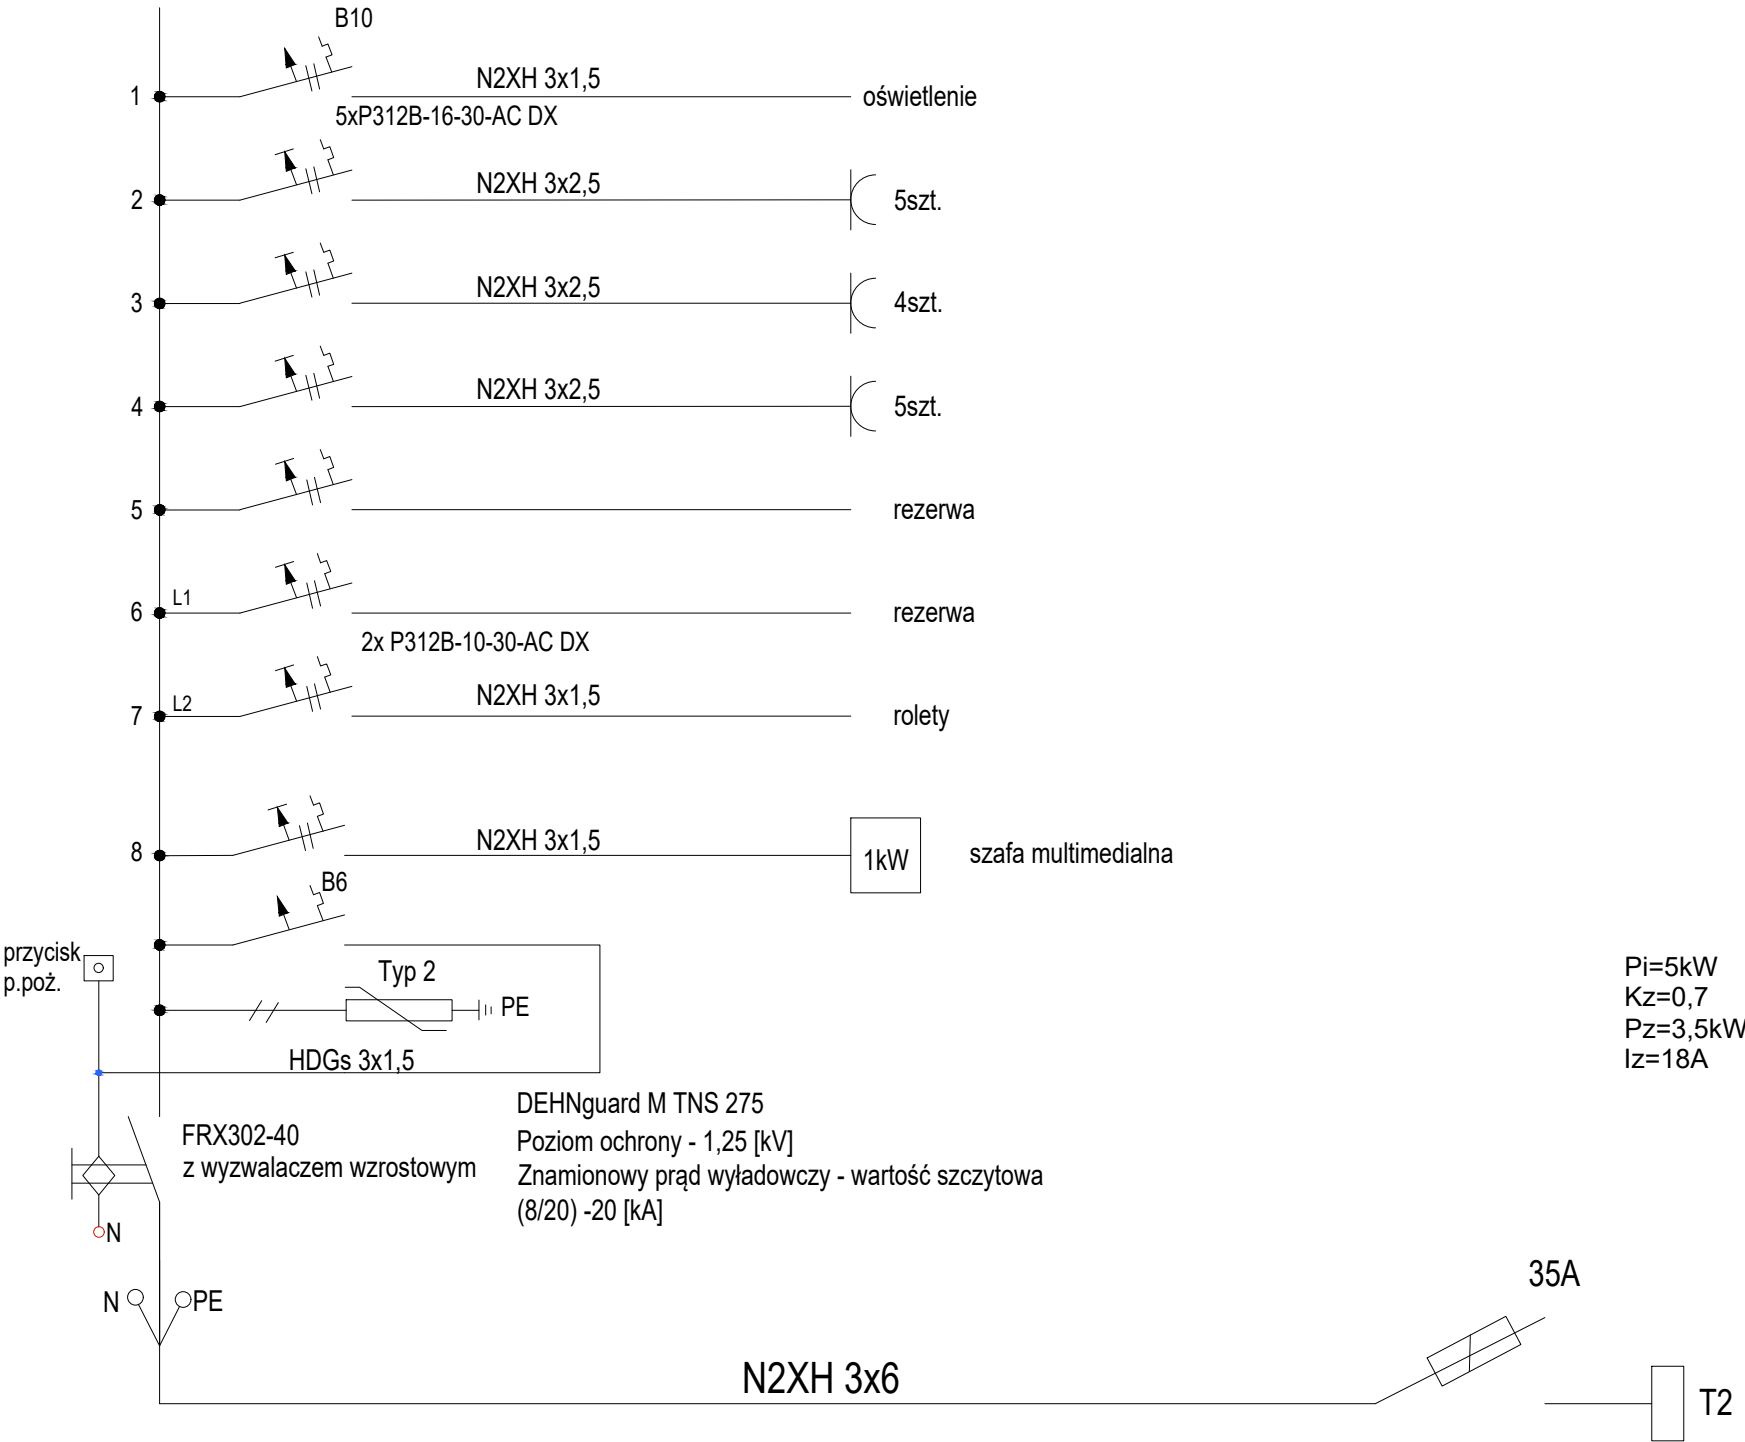 B10
N2XH 3x1,5
1
oświetlenie
5xP312B-16-30-AC DX
N2XH 3x2,5
2
5szt.
N2XH 3x2,5
3
4szt.
N2XH 3x2,5
4
5szt.
5
rezerwa
L1
6
rezerwa
2x P312B-10-30-AC DX
N2XH 3x1,5
L2
7
rolety
N2XH 3x1,5
8
1kW
szafa multimedialna
B6
przycisk
p.poż.
Typ 2
PE
HDGs 3x1,5
Pi=5kW
Kz=0,7
Pz=3,5kW
Iz=18A
DEHNguard M TNS 275
Poziom ochrony - 1,25 [kV]
Znamionowy prąd wyładowczy - wartość szczytowa
(8/20) -20 [kA]
FRX302-40
z wyzwalaczem wzrostowym
N
N
PE
35A
N2XH 3x6
T2